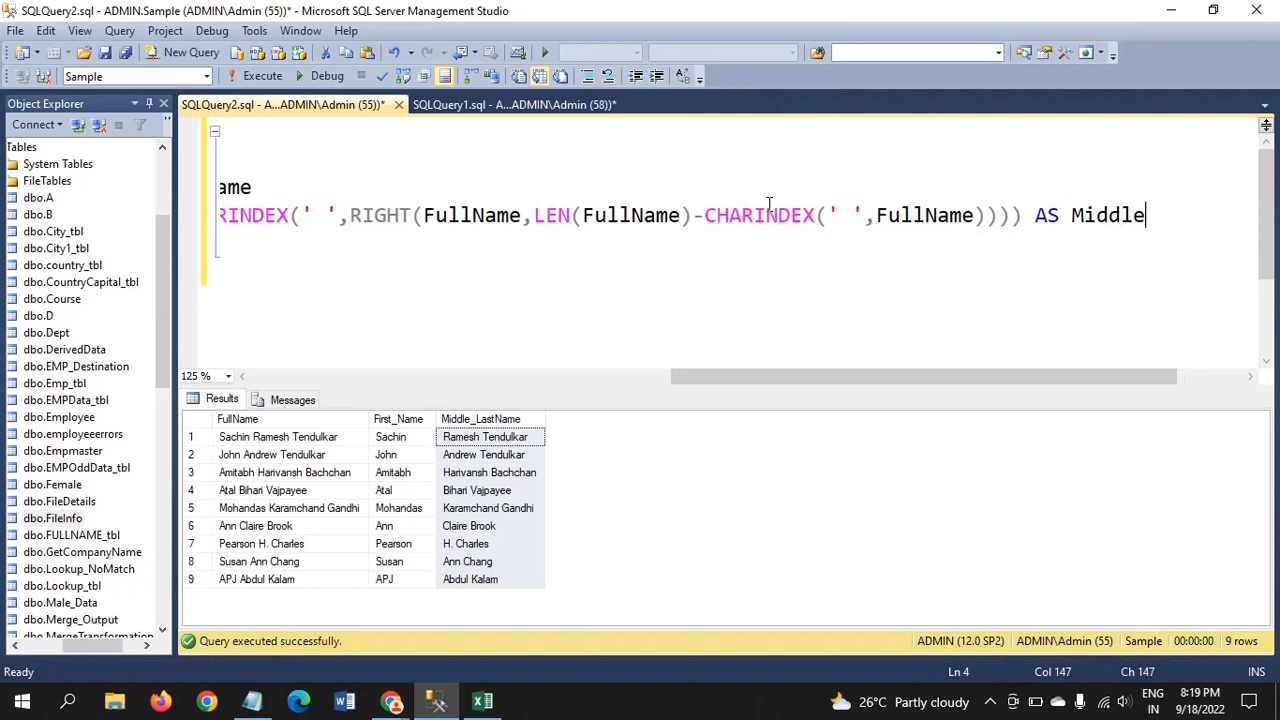 SQLQuery2.sql - ADMIN.Sample (ADMIN\Admin (55))* - Microsoft SQL Server Management Studio
File Edit View Query Project Debug Tools Window Help
New Query
Sample Execute Debug
Object Explorer
SQLQuery2.sql - A...ADMIN\Admin (55))* SQLQuery1.sql - A...ADMIN\Admin (58))*
Connect
Tables
System Tables
FileTables
dbo.A
dbo.B
dbo.City_tbl
dbo.City1_tbl
dbo.country_tbl
dbo.CountryCapital_tbl
dbo.Course
dbo.D
dbo.Dept
dbo.DerivedData
dbo.EMP_Destination
dbo.Emp_tbl
dbo.EMPData_tbl
dbo.Employee
dbo.employeeerrors
dbo.Empmaster
dbo.EMPOddData_tbl
dbo.Female
dbo.FileDetails
dbo.FileInfo
dbo.FULLNAME_tbl
dbo.GetCompanyName
dbo.Lookup_NoMatch
dbo.Lookup_tbl
dbo.Male_Data
dbo.Merge_Output
dbo.MergeTransformation
ame
RINDEX(' ',RIGHT(FullName,LEN(FullName)-CHARINDEX(' ',FullName)))) AS Middle
125 %
Results Messages
FullName First_Name Middle_LastName
1 Sachin Ramesh Tendulkar Sachin Ramesh Tendulkar
2 John Andrew Tendulkar John Andrew Tendulkar
3 Amitabh Harivansh Bachchan Amitabh Harivansh Bachchan
4 Atal Bihari Vajpayee Atal Bihari Vajpayee
5 Mohandas Karamchand Gandhi Mohandas Karamchand Gandhi
6 Ann Claire Brook Ann Claire Brook
7 Pearson H. Charles Pearson H. Charles
8 Susan Ann Chang Susan Ann Chang
9 APJ Abdul Kalam APJ Abdul Kalam
Query executed successfully. ADMIN (12.0 SP2) ADMIN\Admin (55) Sample 00:00:00 9 rows
Ready Ln 4 Col 147 Ch 147 INS
26°C Partly cloudy ENG IN 8:19 PM 9/18/2022